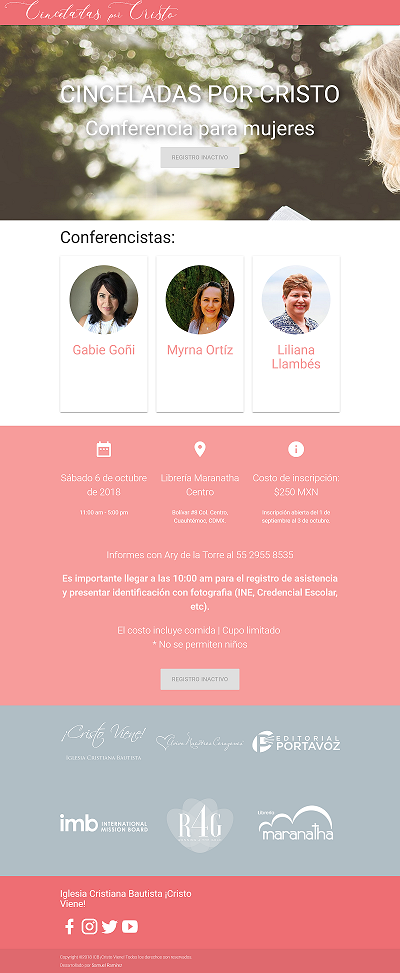 Cinceladas por Cristo
CINCELADAS POR CRISTO
Conferencia para mujeres
REGISTRO INACTIVO
Conferencistas:
Gabie Goñi
Myrna Ortíz
Liliana
Llambés
Sábado 6 de octubre
de 2018
11:00 am - 5:00 pm
Librería Maranatha
Centro
Bolívar #8 Col. Centro,
Cuauhtémoc, CDMX.
Costo de inscripción:
$250 MXN
Inscripción abierta del 1 de
septiembre al 3 de octubre.
Informes con Ary de la Torre al 55 2955 8535
Es importante llegar a las 10:00 am para el registro de asistencia
y presentar identificación con fotografía (INE, Credencial Escolar,
etc).
El costo incluye comida | Cupo limitado
* No se permiten niños
REGISTRO INACTIVO
¡Cristo Viene!
IGLESIA CRISTIANA BAUTISTA
Aviva Nuestros Corazones
EDITORIAL
PORTAVOZ
imb INTERNATIONAL
MISSION BOARD
R4G
Librería
maranatha
Iglesia Cristiana Bautista ¡Cristo
Viene!
Copyright ©2018 ICB ¡Cristo Viene! Todos los derechos son reservados.
Desarrollado por Samuel Ramírez